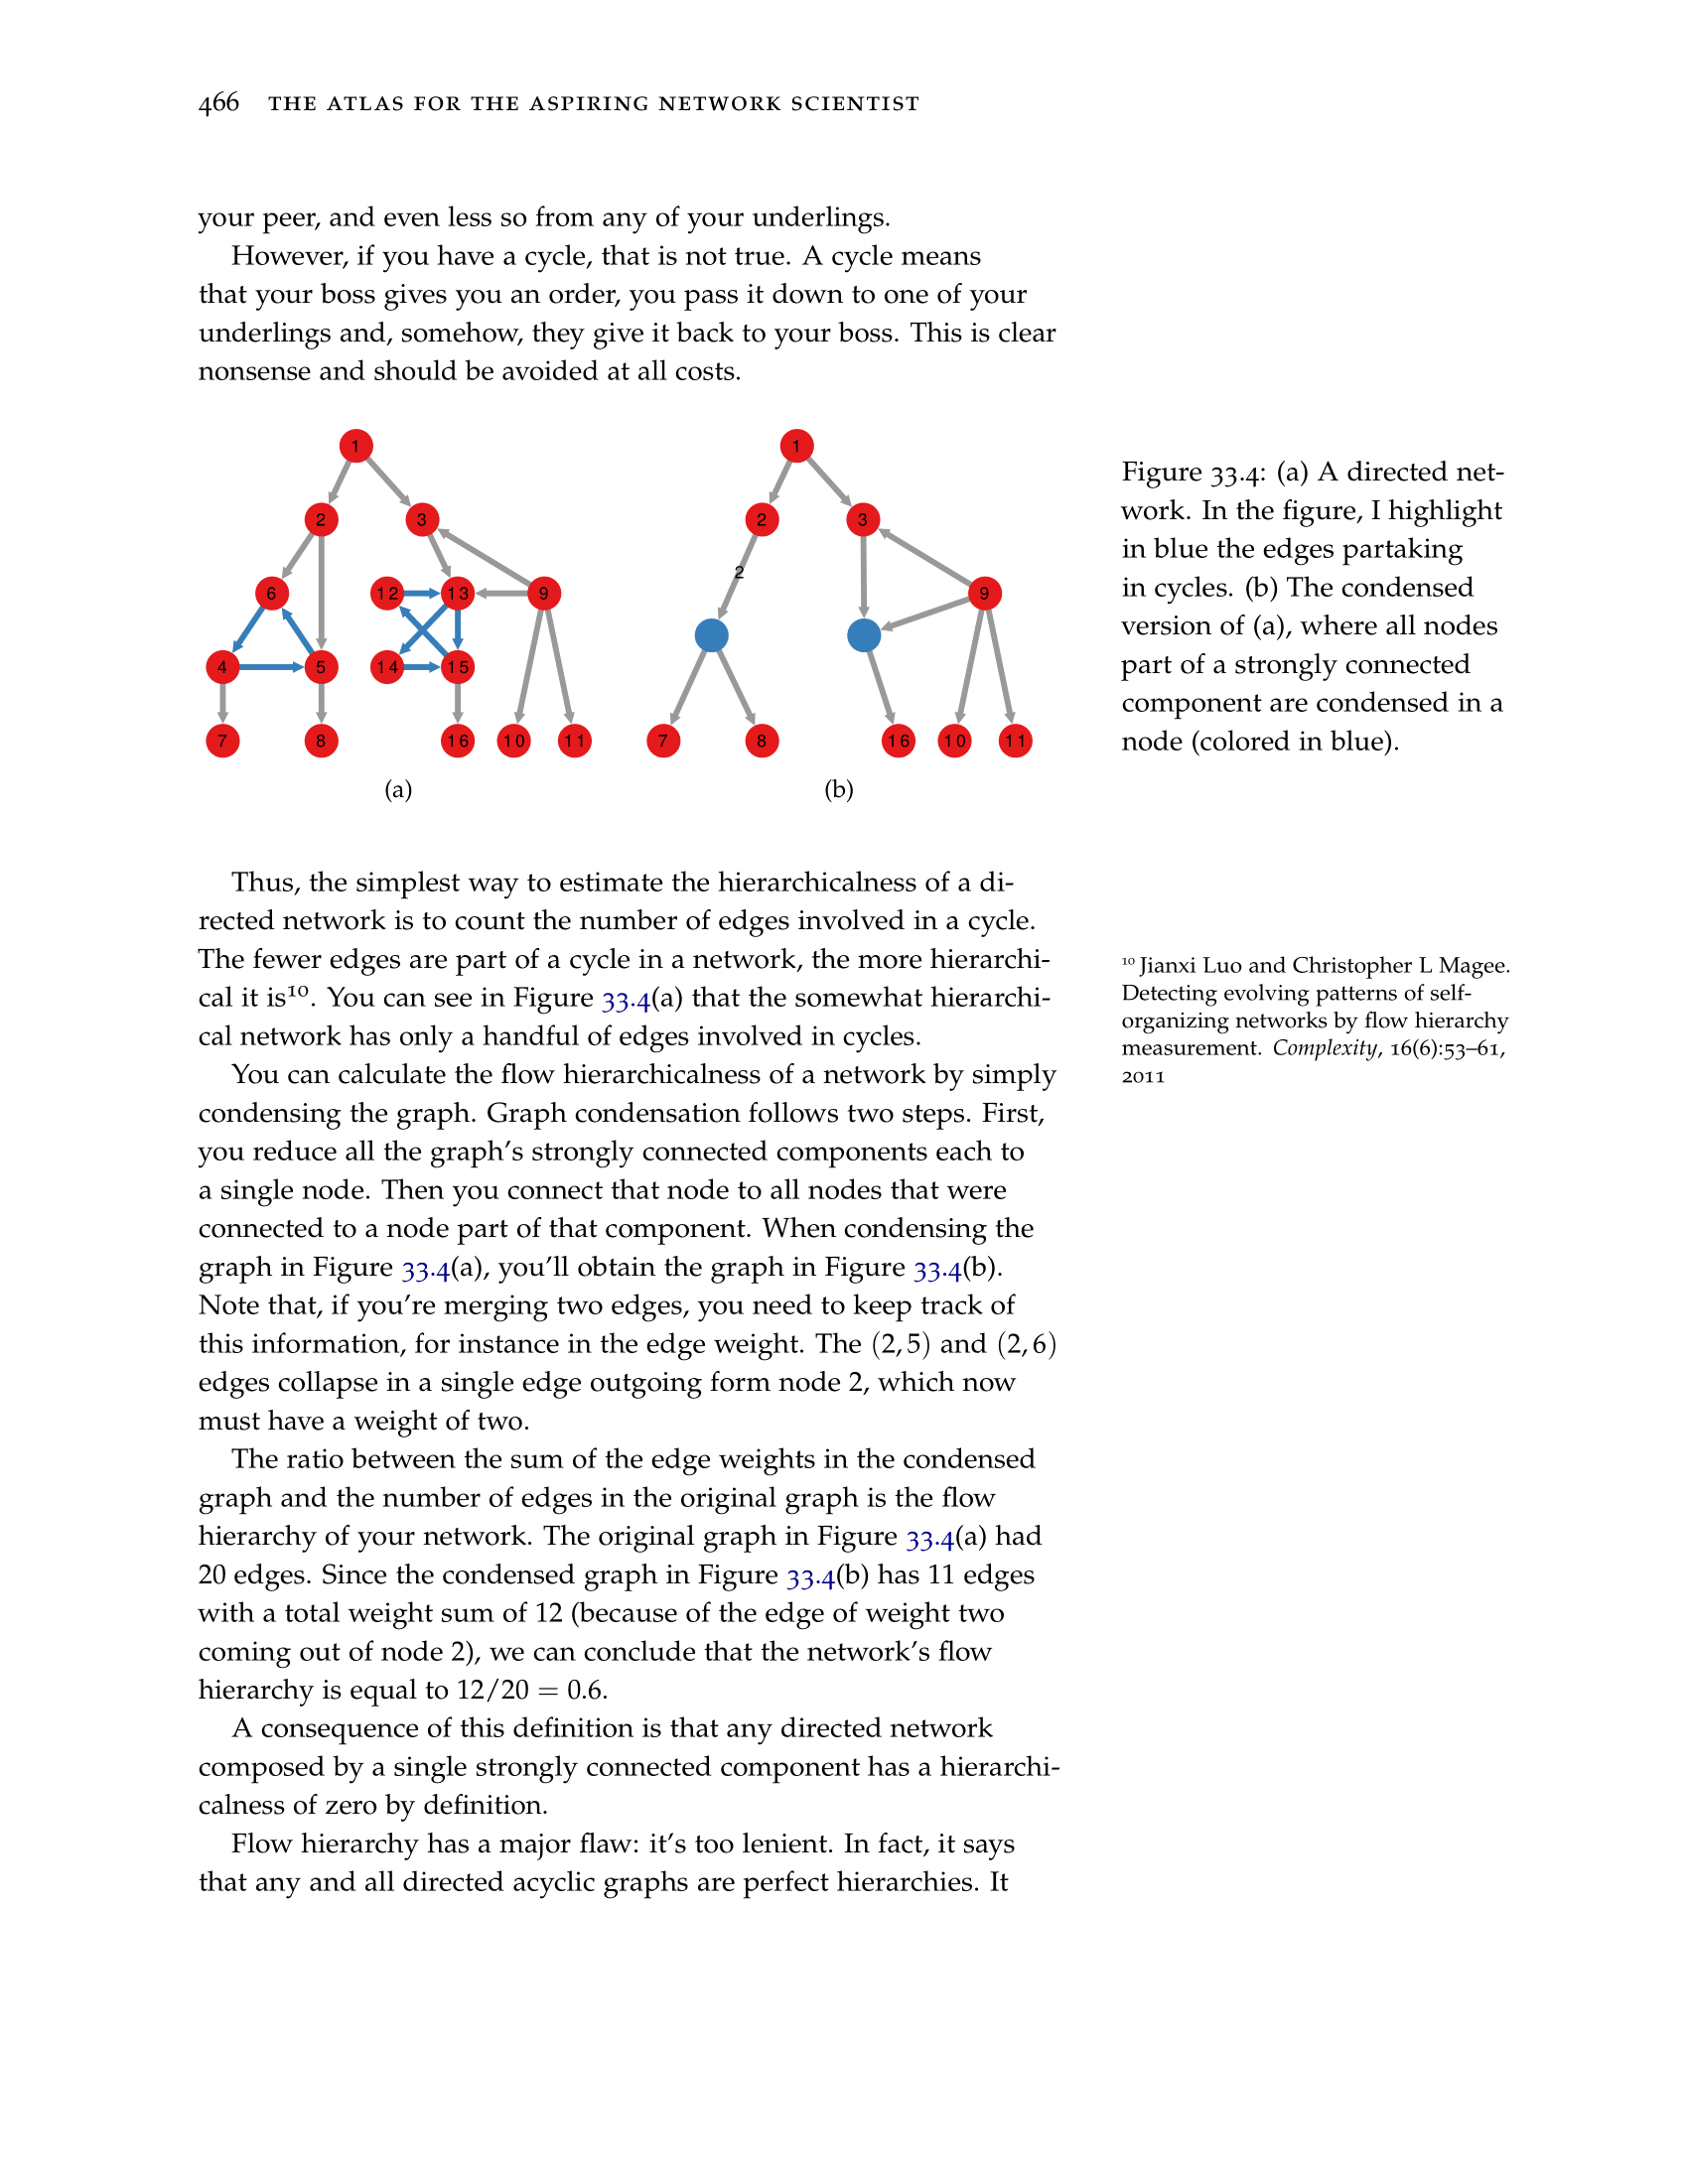 466 THE ATLAS FOR THE ASPIRING NETWORK SCIENTIST
your peer, and even less so from any of your underlings.
However, if you have a cycle, that is not true. A cycle means
that your boss gives you an order, you pass it down to one of your
underlings and, somehow, they give it back to your boss. This is clear
nonsense and should be avoided at all costs.
1
2 3
6 12 13 9
4 5 14 15
7 8 16 10 11
(a)
1
2 3
2
9
7 8 16 10 11
(b)
Figure 33.4: (a) A directed net-
work. In the figure, I highlight
in blue the edges partaking
in cycles. (b) The condensed
version of (a), where all nodes
part of a strongly connected
component are condensed in a
node (colored in blue).
Thus, the simplest way to estimate the hierarchicalness of a di-
rected network is to count the number of edges involved in a cycle.
The fewer edges are part of a cycle in a network, the more hierarchi-
cal it is¹⁰. You can see in Figure 33.4(a) that the somewhat hierarchi-
cal network has only a handful of edges involved in cycles.
You can calculate the flow hierarchicalness of a network by simply
condensing the graph. Graph condensation follows two steps. First,
you reduce all the graph's strongly connected components each to
a single node. Then you connect that node to all nodes that were
connected to a node part of that component. When condensing the
graph in Figure 33.4(a), you'll obtain the graph in Figure 33.4(b).
Note that, if you're merging two edges, you need to keep track of
this information, for instance in the edge weight. The (2, 5) and (2, 6)
edges collapse in a single edge outgoing form node 2, which now
must have a weight of two.
The ratio between the sum of the edge weights in the condensed
graph and the number of edges in the original graph is the flow
hierarchy of your network. The original graph in Figure 33.4(a) had
20 edges. Since the condensed graph in Figure 33.4(b) has 11 edges
with a total weight sum of 12 (because of the edge of weight two
coming out of node 2), we can conclude that the network's flow
hierarchy is equal to 12/20 = 0.6.
A consequence of this definition is that any directed network
composed by a single strongly connected component has a hierarchi-
calness of zero by definition.
Flow hierarchy has a major flaw: it's too lenient. In fact, it says
that any and all directed acyclic graphs are perfect hierarchies. It
¹⁰ Jianxi Luo and Christopher L Magee.
Detecting evolving patterns of self-
organizing networks by flow hierarchy
measurement. Complexity, 16(6):53–61,
2011